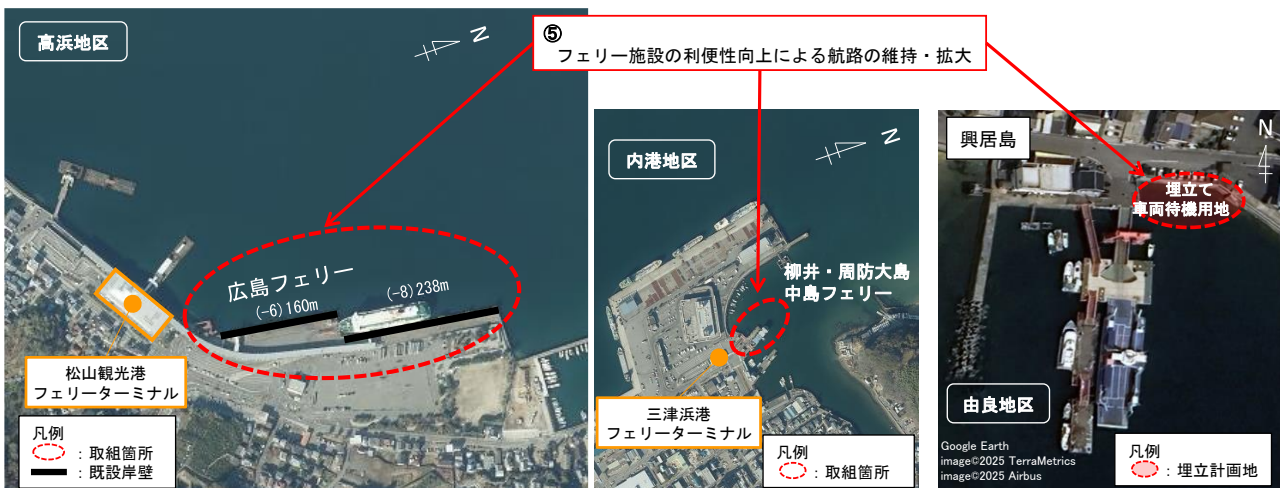 ⑤
フェリー施設の利便性向上による航路の維持・拡大
高浜地区
N
広島フェリー
(-6)160m
(-8)238m
松山観光港
フェリーターミナル
凡例
：取組箇所
：既設岸壁
内港地区
N
柳井・周防大島
中島フェリー
三津浜港
フェリーターミナル
凡例
：取組箇所
興居島
N
埋立て
車両待機用地
由良地区
Google Earth
image©2025 TerraMetrics
image©2025 Airbus
凡例
：埋立計画地